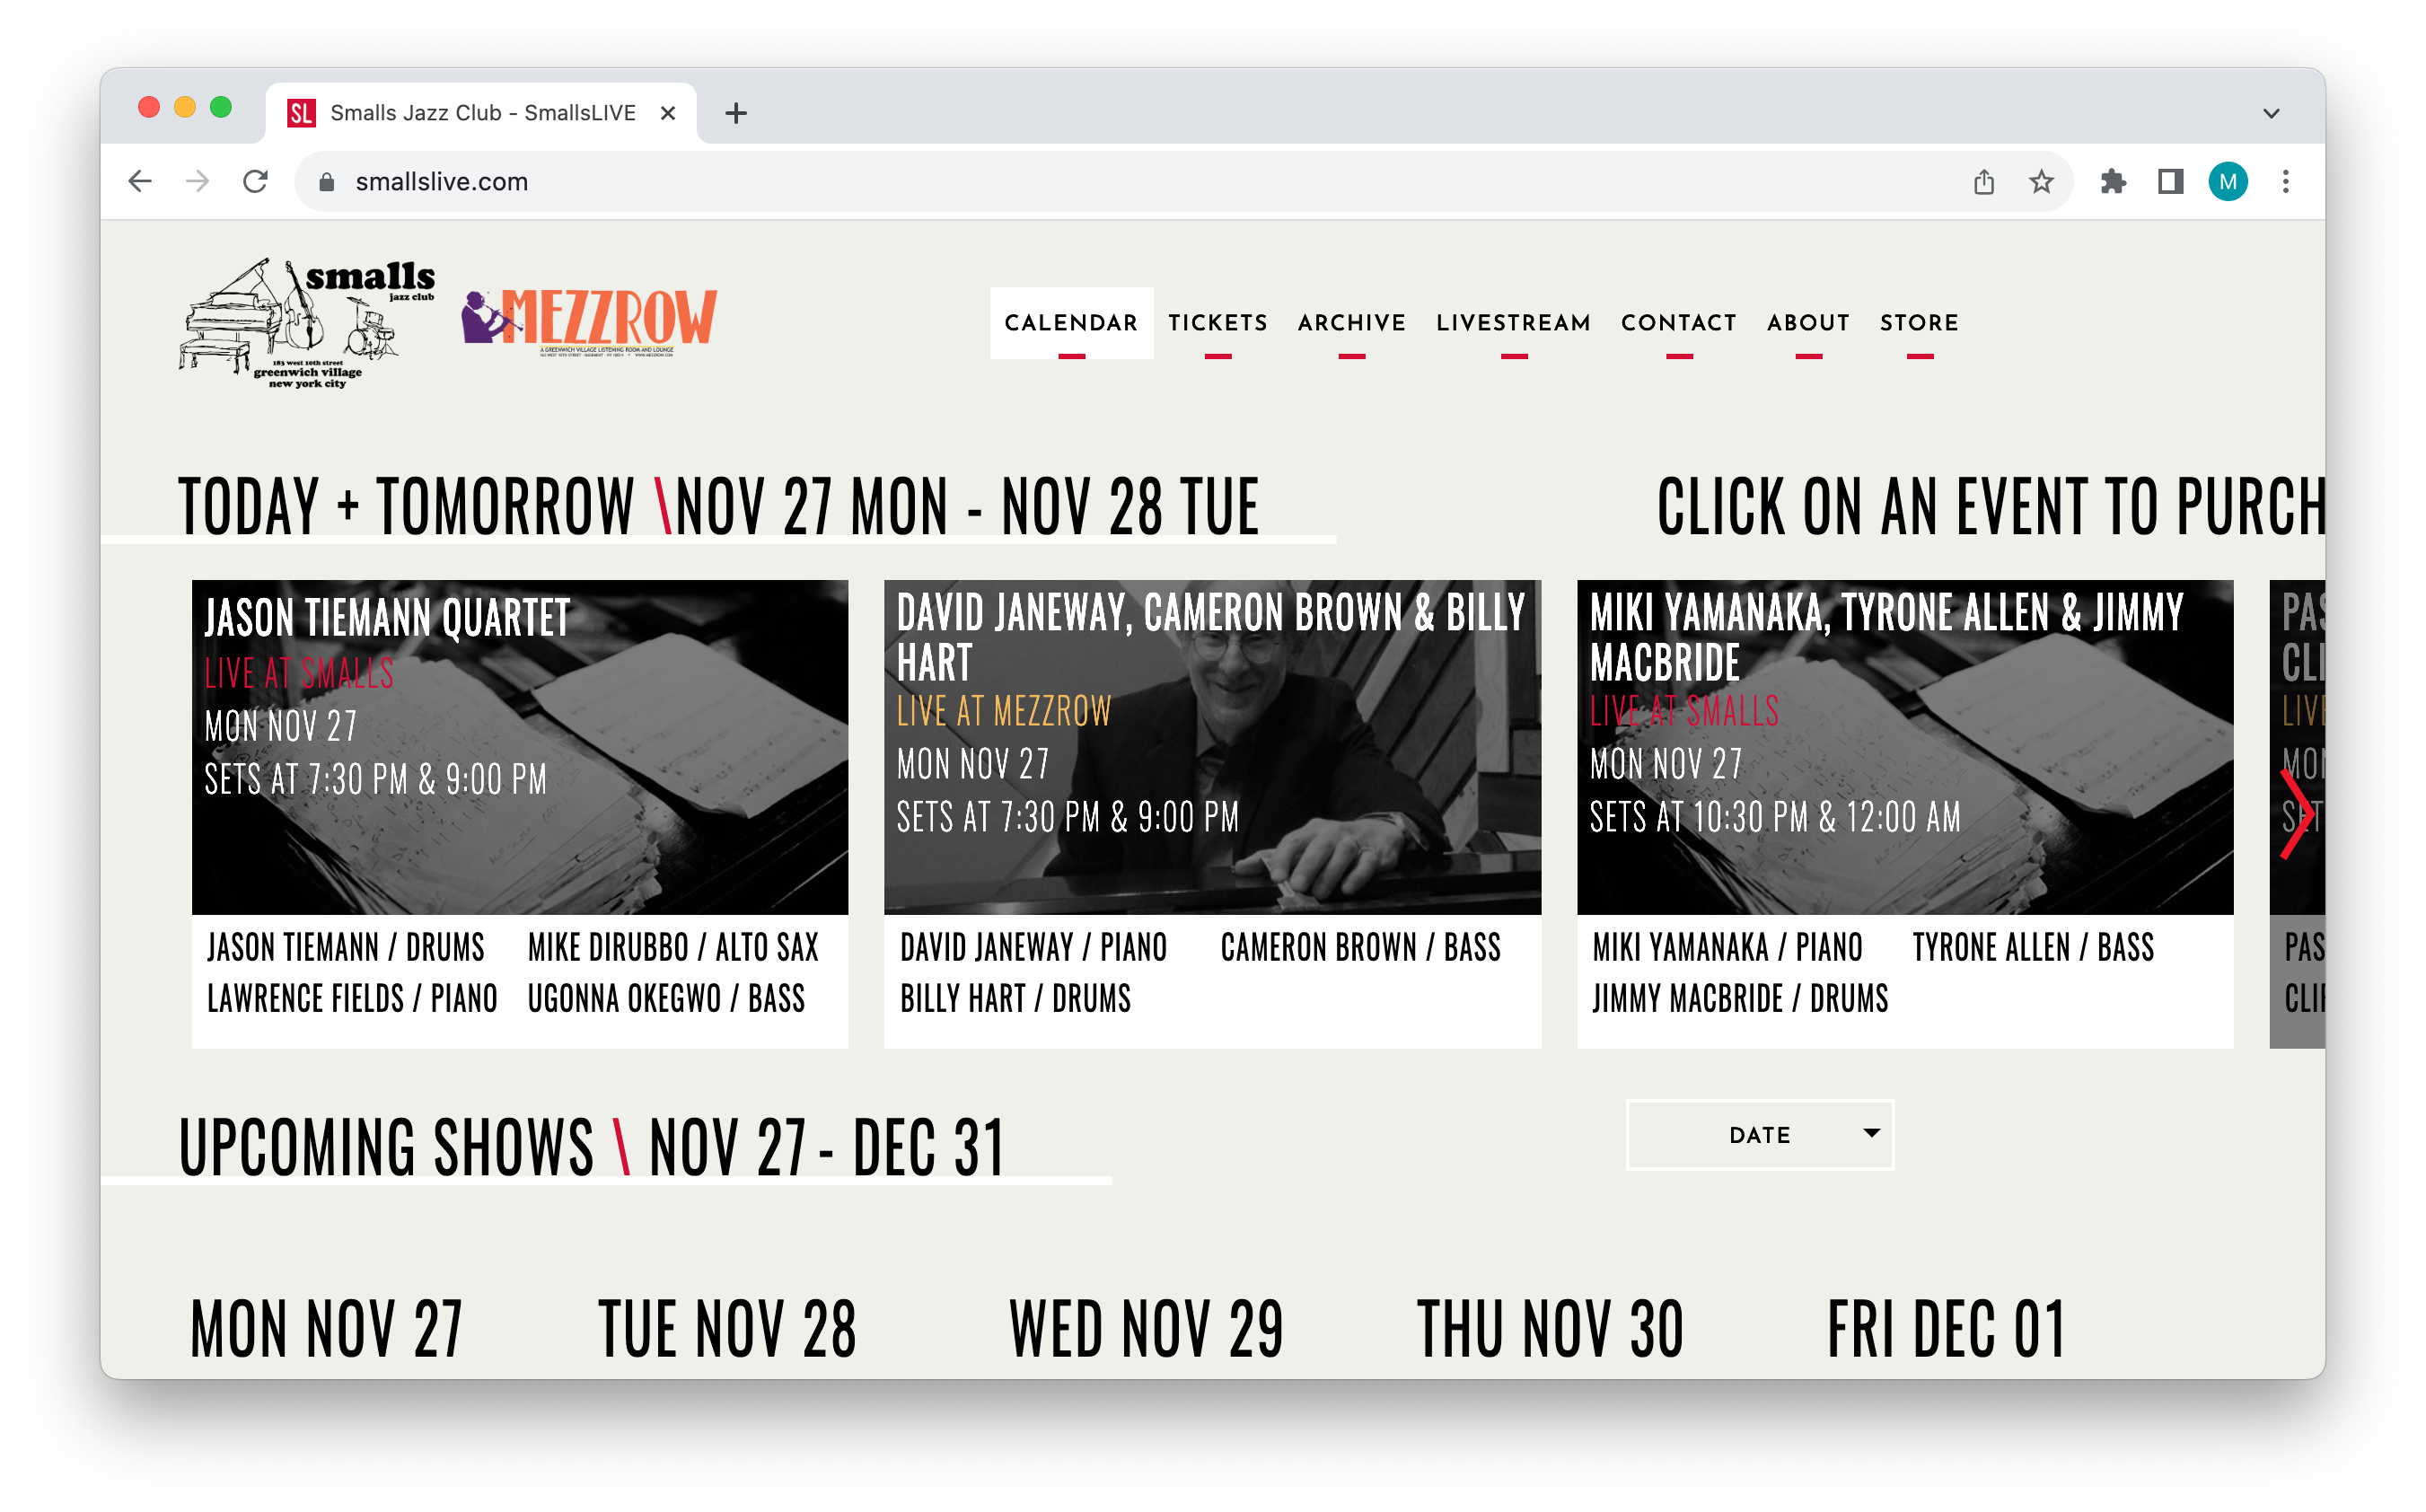 SL Smalls Jazz Club - SmallsLIVE
smallslive.com
M
smalls
jazz club
183 west 10th street
greenwich village
new york city
MEZZROW
A GREENWICH VILLAGE LISTENING ROOM AND LOUNGE
CALENDAR TICKETS ARCHIVE LIVESTREAM CONTACT ABOUT STORE
TODAY + TOMORROW \NOV 27 MON - NOV 28 TUE
CLICK ON AN EVENT TO PURCH
JASON TIEMANN QUARTET
LIVE AT SMALLS
MON NOV 27
SETS AT 7:30 PM & 9:00 PM
JASON TIEMANN / DRUMS MIKE DIRUBBO / ALTO SAX
LAWRENCE FIELDS / PIANO UGONNA OKEGWO / BASS
DAVID JANEWAY, CAMERON BROWN & BILLY
HART
LIVE AT MEZZROW
MON NOV 27
SETS AT 7:30 PM & 9:00 PM
DAVID JANEWAY / PIANO CAMERON BROWN / BASS
BILLY HART / DRUMS
MIKI YAMANAKA, TYRONE ALLEN & JIMMY
MACBRIDE
LIVE AT SMALLS
MON NOV 27
SETS AT 10:30 PM & 12:00 AM
MIKI YAMANAKA / PIANO TYRONE ALLEN / BASS
JIMMY MACBRIDE / DRUMS
PAS
CLI
LIVE
MON
SET
PAS
CLIF
UPCOMING SHOWS \ NOV 27 - DEC 31
DATE
MON NOV 27 TUE NOV 28 WED NOV 29 THU NOV 30 FRI DEC 01